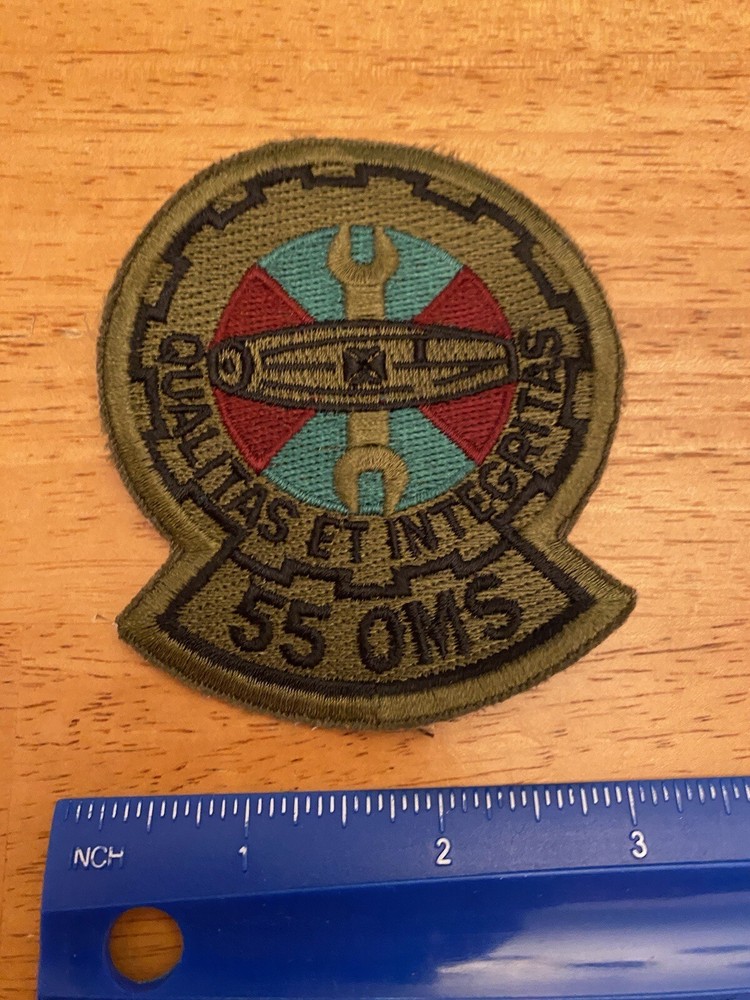 QUALITAS ET INTEGRITAS
55 OMS
NCH 1 2 3